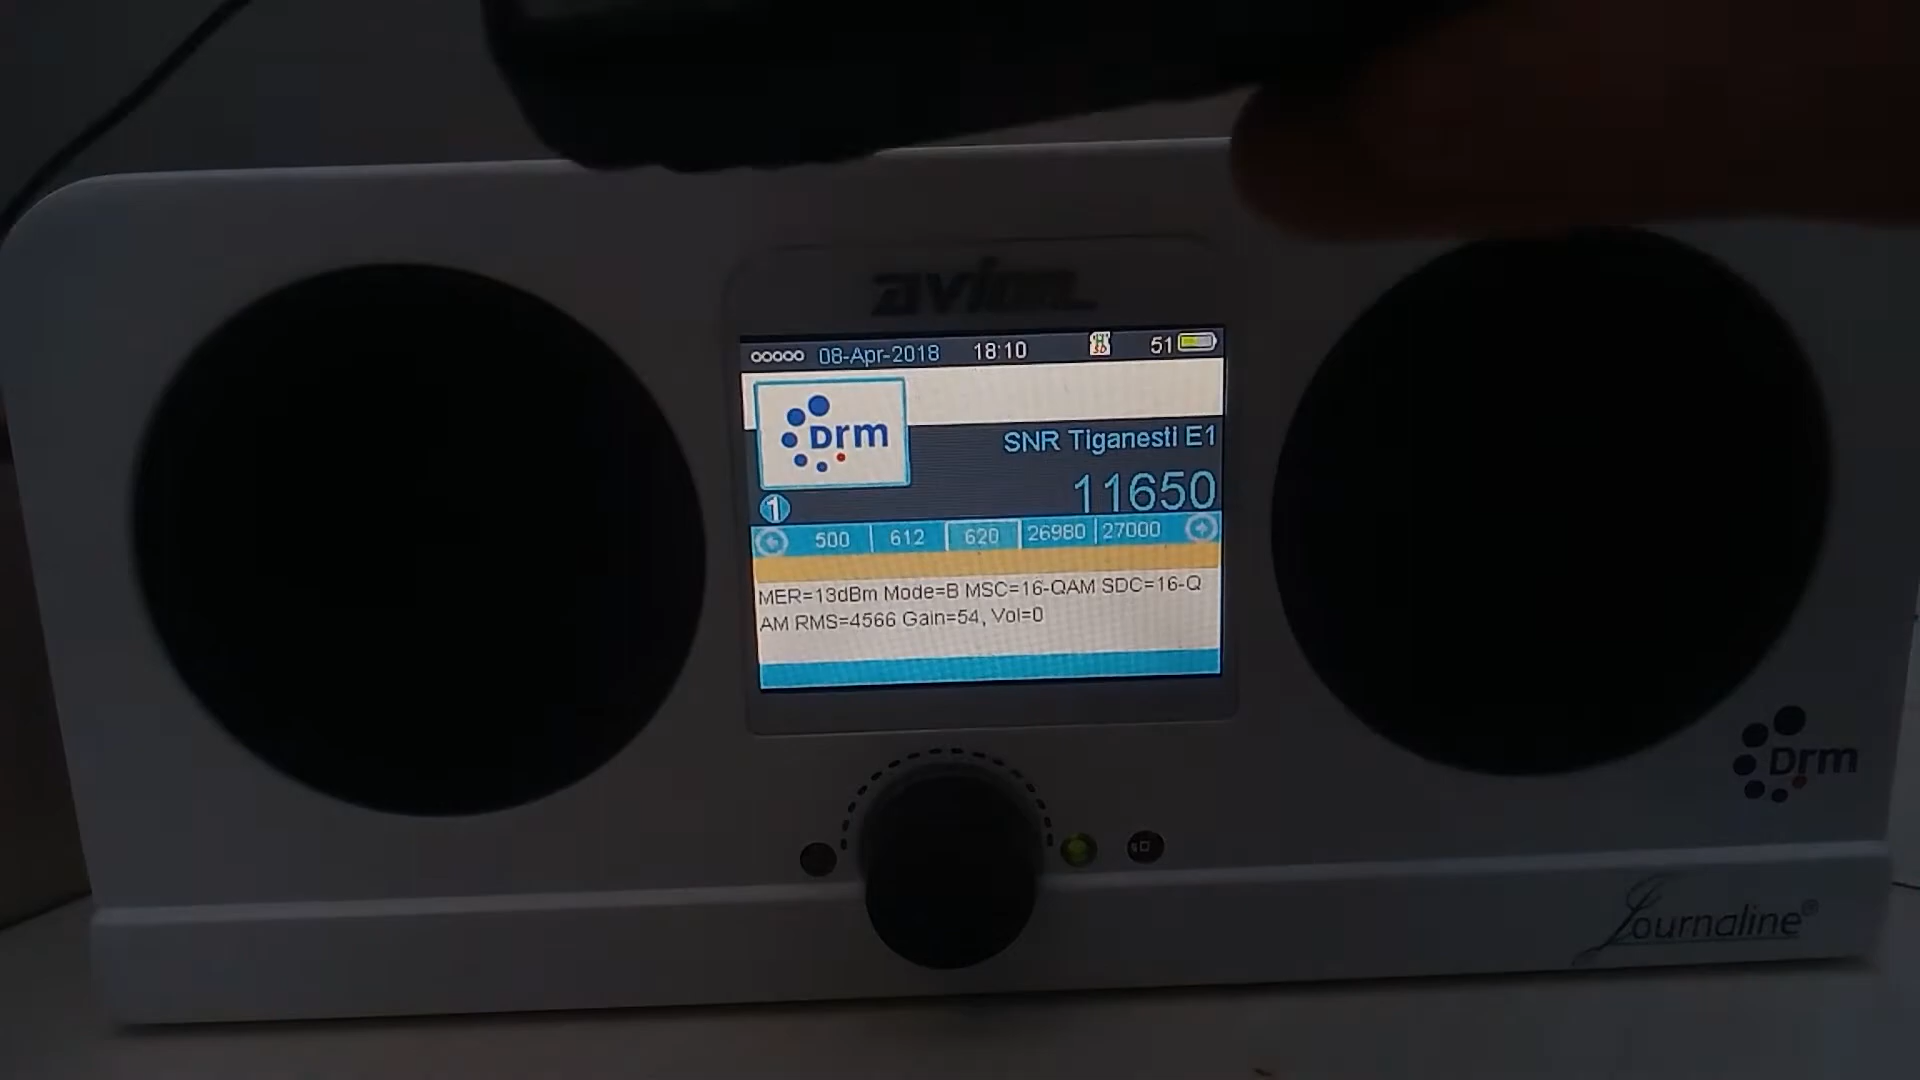 avion
ooooo 08-Apr-2018 18:10 SD 51
Drm
SNR Tiganesti E1
11650
1
500 612 620 26980 27000
MER=13dBm Mode=B MSC=16-QAM SDC=16-Q
AM RMS=4566 Gain=54, Vol=0
Drm
Journaline®